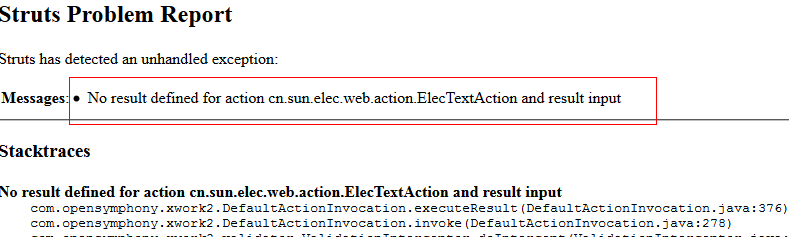 Struts Problem Report
Struts has detected an unhandled exception:
Messages: • No result defined for action cn.sun.elec.web.action.ElecTextAction and result input
Stacktraces
No result defined for action cn.sun.elec.web.action.ElecTextAction and result input
com.opensymphony.xwork2.DefaultActionInvocation.executeResult(DefaultActionInvocation.java:376)
com.opensymphony.xwork2.DefaultActionInvocation.invoke(DefaultActionInvocation.java:278)